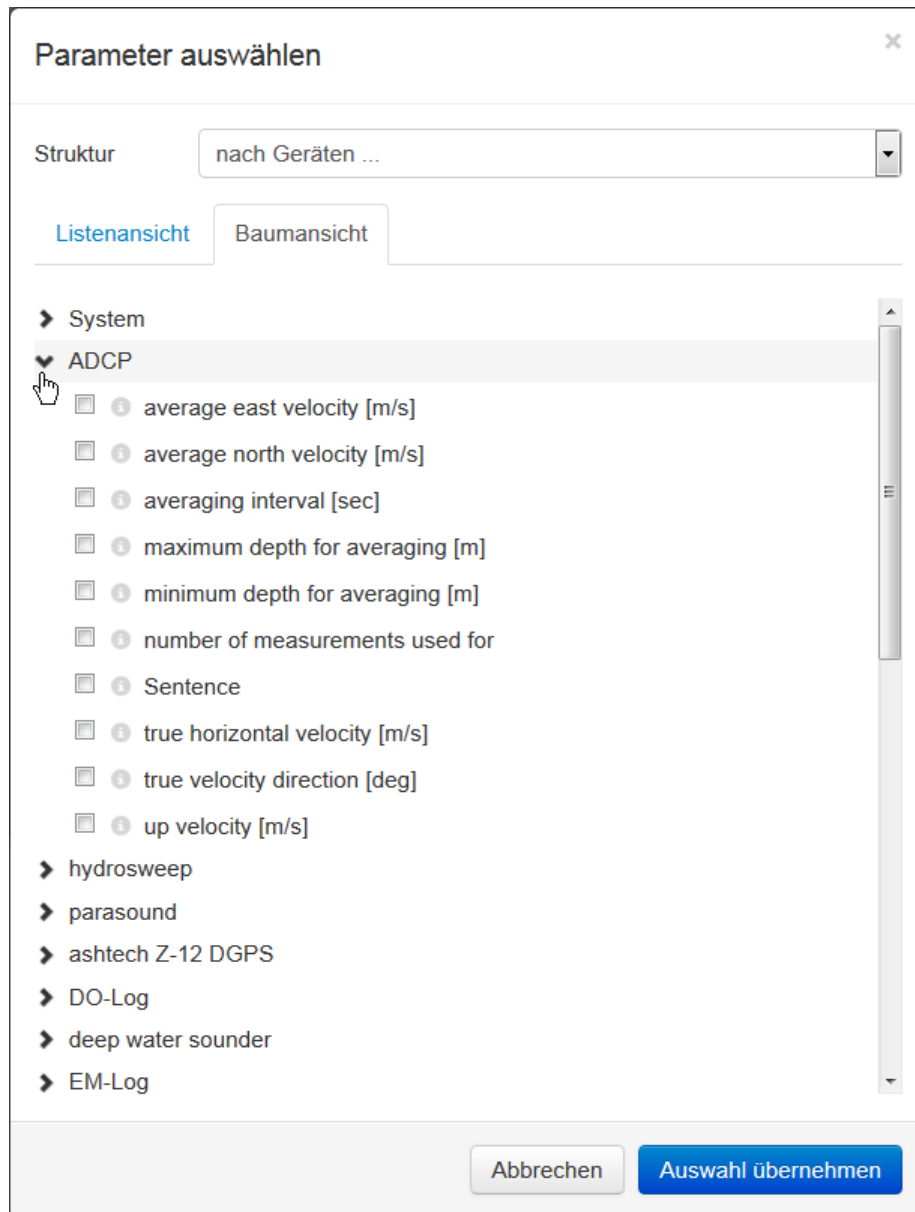 Parameter auswählen
×
Struktur nach Geräten ...
Listenansicht Baumansicht
System
ADCP
average east velocity [m/s]
average north velocity [m/s]
averaging interval [sec]
maximum depth for averaging [m]
minimum depth for averaging [m]
number of measurements used for
Sentence
true horizontal velocity [m/s]
true velocity direction [deg]
up velocity [m/s]
hydrosweep
parasound
ashtech Z-12 DGPS
DO-Log
deep water sounder
EM-Log
Abbrechen Auswahl übernehmen